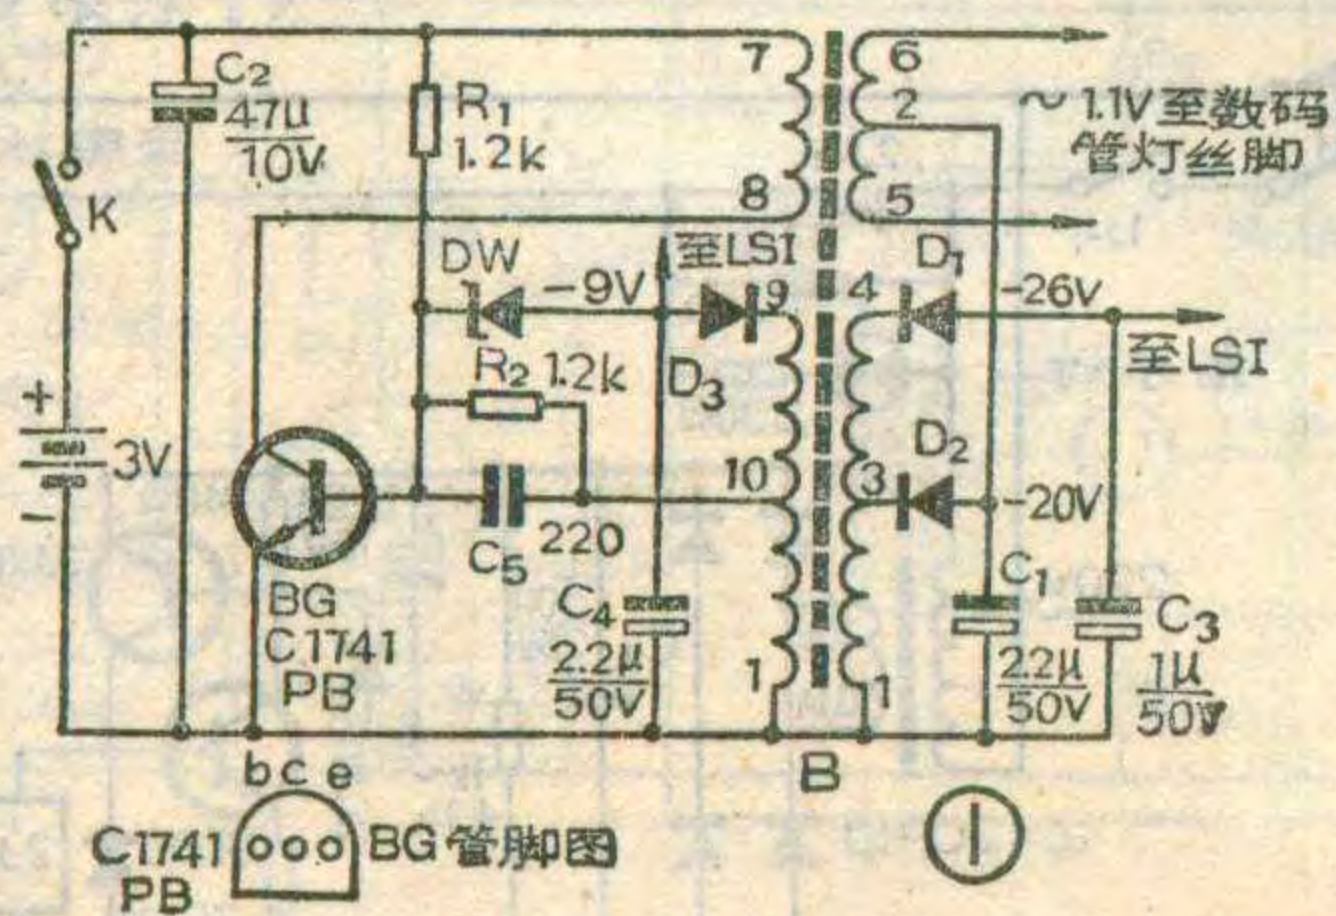 C2
47μ
10V
R1
1.2k
K
+
3V
-
7
8
6
2
5
～1.1V至数码
管灯丝脚
DW
-9V
至LSI
9
D3
R2 1.2k
10
C5
220
C4
2.2μ
50V
1
BG
C1741
PB
4
D1
-26V
至LSI
3
D2
-20V
C1
2.2μ
50V
C3
1μ
50V
1
B
b c e
C1741
PB
BG管脚图
①